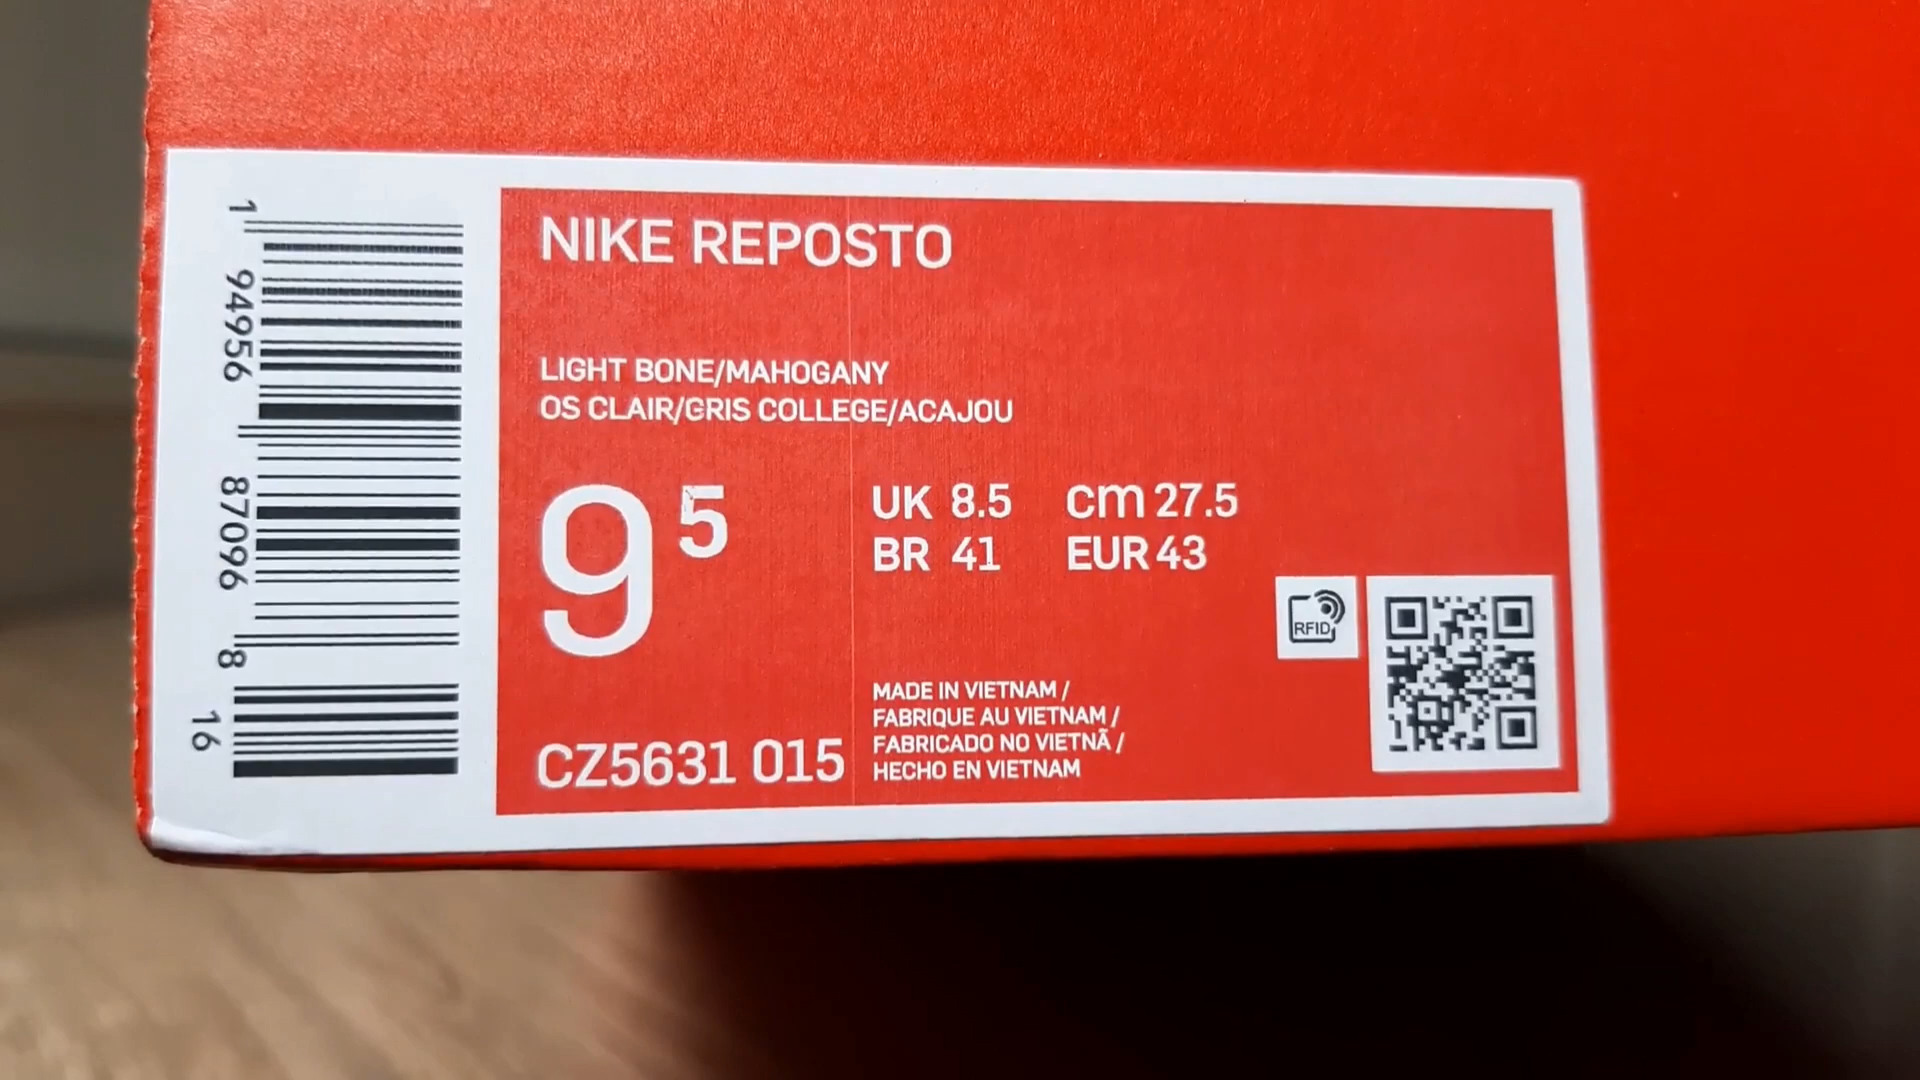 NIKE REPOSTO
LIGHT BONE/MAHOGANY
OS CLAIR/GRIS COLLEGE/ACAJOU
9 5
UK 8.5 cm 27.5
BR 41 EUR 43
RFID
MADE IN VIETNAM /
FABRIQUE AU VIETNAM /
FABRICADO NO VIETNÃ /
HECHO EN VIETNAM
CZ5631 015
1 94956 87096 8
16